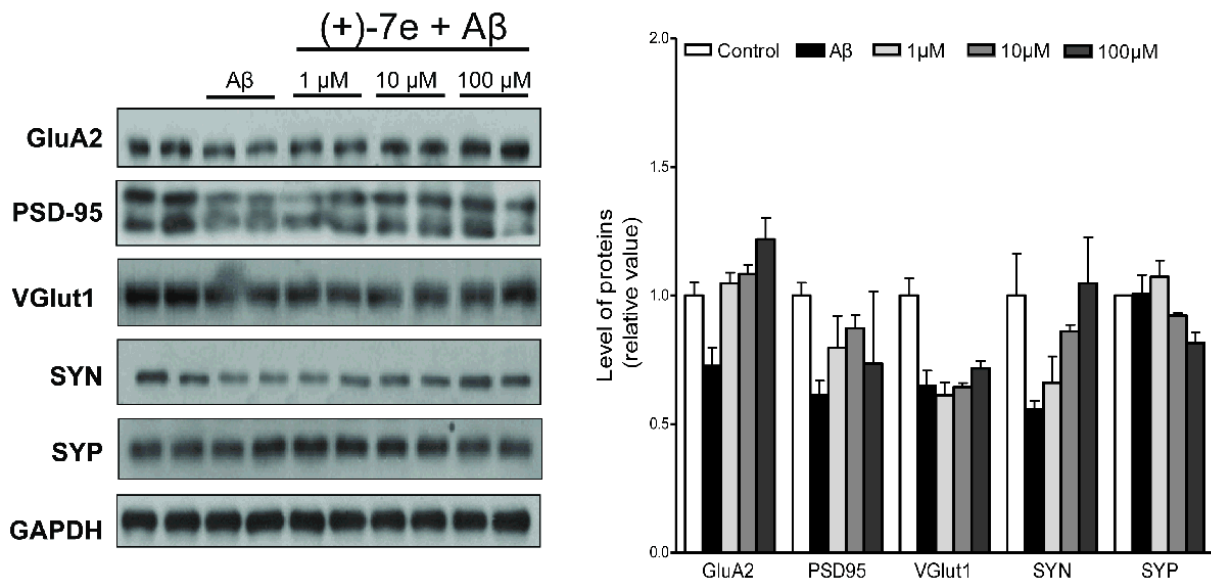 (+)-7e + Aβ
Aβ
1 µM
10 µM
100 µM
GluA2
PSD-95
VGlut1
SYN
SYP
GAPDH
Control
Aβ
1µM
10µM
100µM
Level of proteins
(relative value)
2.0
1.5
1.0
0.5
0.0
GluA2
PSD95
VGlut1
SYN
SYP